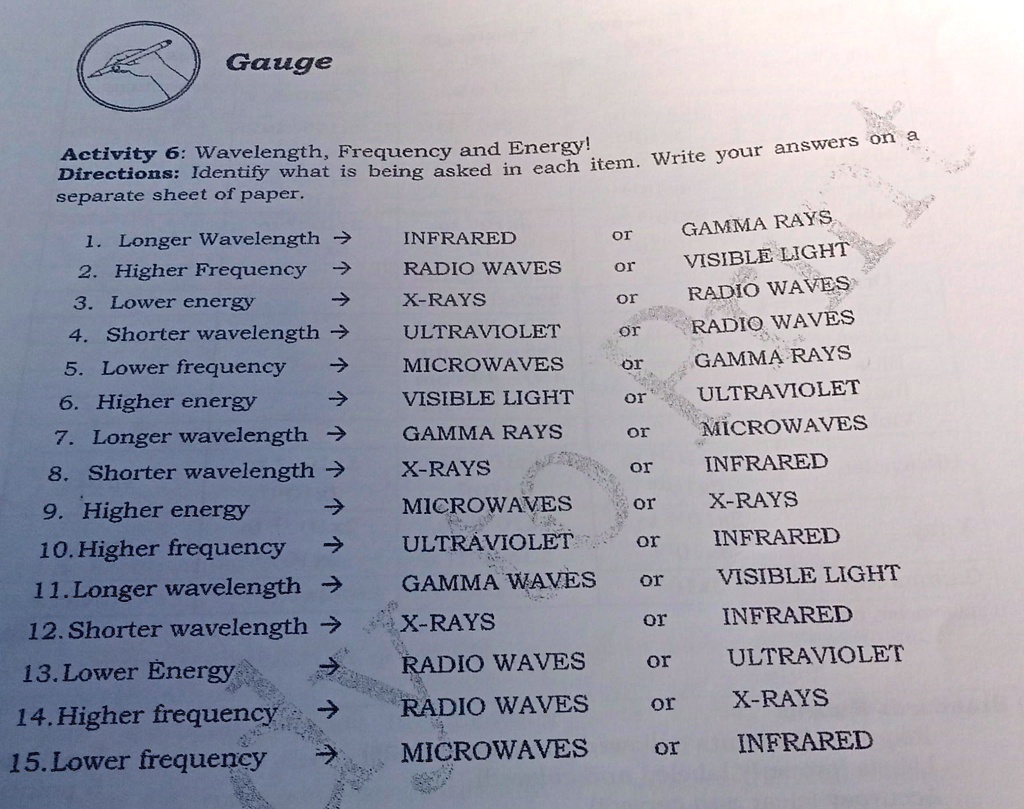 Gauge
Activity 6: Wavelength, Frequency and Energy!
Directions: Identify what is being asked in each item. Write your answers on a
separate sheet of paper.
1. Longer Wavelength → INFRARED or GAMMA RAYS
2. Higher Frequency → RADIO WAVES or VISIBLE LIGHT
3. Lower energy → X-RAYS or RADIO WAVES
4. Shorter wavelength → ULTRAVIOLET or RADIO WAVES
5. Lower frequency → MICROWAVES or GAMMA RAYS
6. Higher energy → VISIBLE LIGHT or ULTRAVIOLET
7. Longer wavelength → GAMMA RAYS or MICROWAVES
8. Shorter wavelength → X-RAYS or INFRARED
9. Higher energy → MICROWAVES or X-RAYS
10. Higher frequency → ULTRAVIOLET or INFRARED
11. Longer wavelength → GAMMA WAVES or VISIBLE LIGHT
12. Shorter wavelength → X-RAYS or INFRARED
13. Lower Energy → RADIO WAVES or ULTRAVIOLET
14. Higher frequency → RADIO WAVES or X-RAYS
15. Lower frequency → MICROWAVES or INFRARED